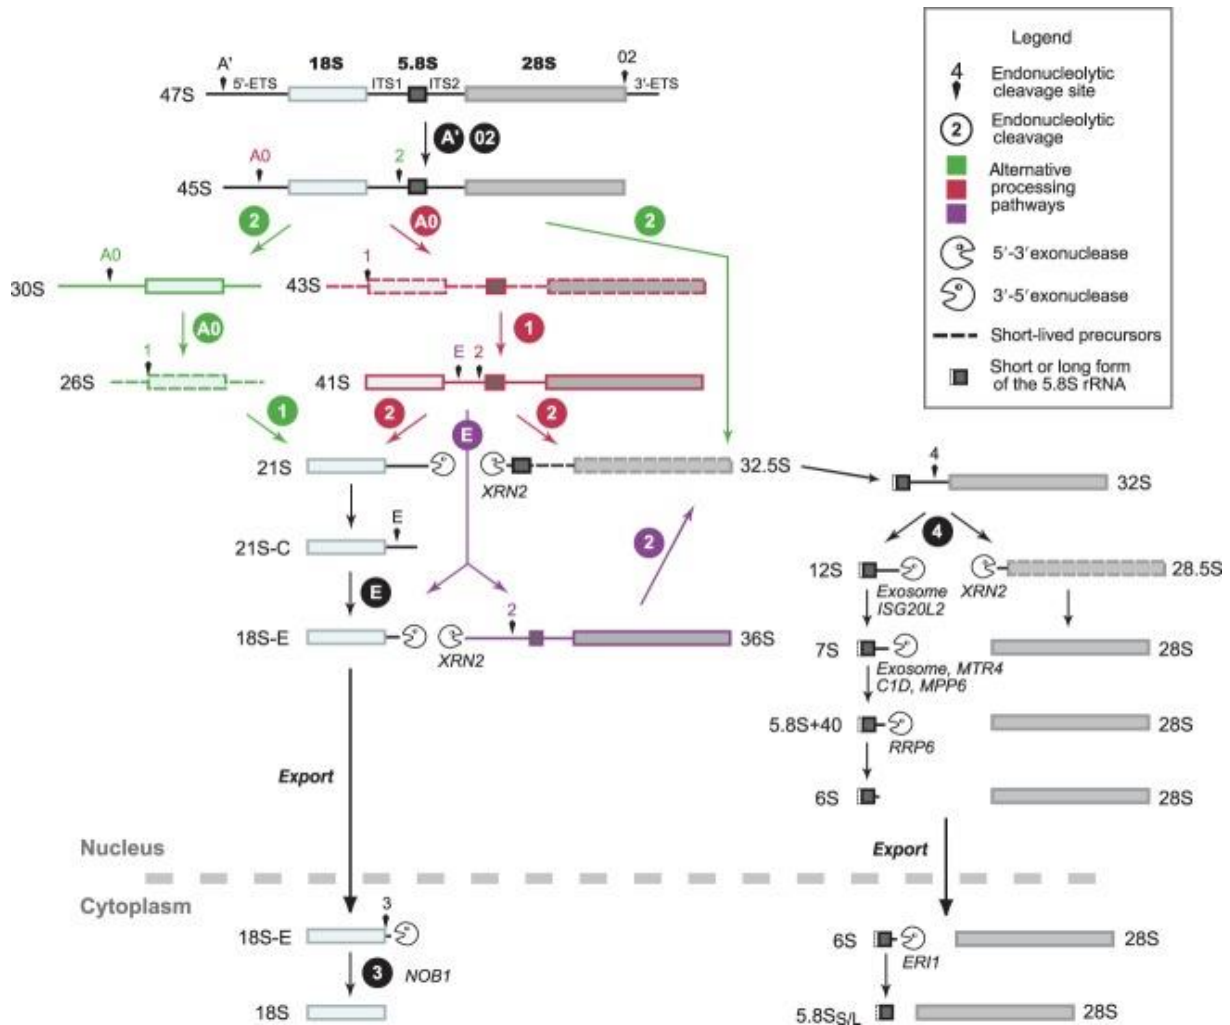 A' 18S 5.8S 28S 02
5'-ETS ITS1 ITS2 3'-ETS
47S
A' 02
A0 2
45S
2 A0 2
A0 1
30S 43S
A0 1
1 E 2
26S 41S
1 2 E 2
21S XRN2 32.5S
4
32S
E
21S-C 2 4
12S Exosome ISG20L2 XRN2 28.5S
E
2
18S-E XRN2 36S
7S Exosome, MTR4 28S
C1D, MPP6
5.8S+40 RRP6 28S
6S 28S
Export Export
Nucleus
Cytoplasm
3
18S-E 6S ERI1 28S
3 NOB1
18S 5.8SS/L 28S
Legend
4 Endonucleolytic
cleavage site
2 Endonucleolytic
cleavage
Alternative
processing
pathways
5'-3'exonuclease
3'-5'exonuclease
Short-lived precursors
Short or long form
of the 5.8S rRNA